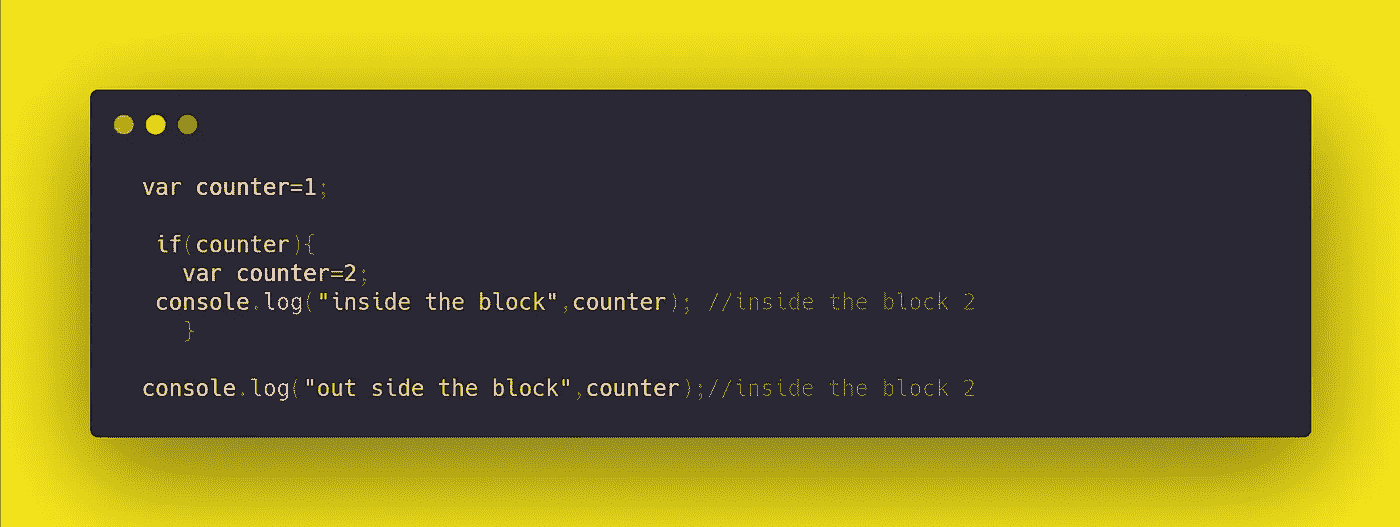 var counter=1;
if(counter){
var counter=2;
console.log("inside the block",counter); //inside the block 2
}
console.log("out side the block",counter);//inside the block 2